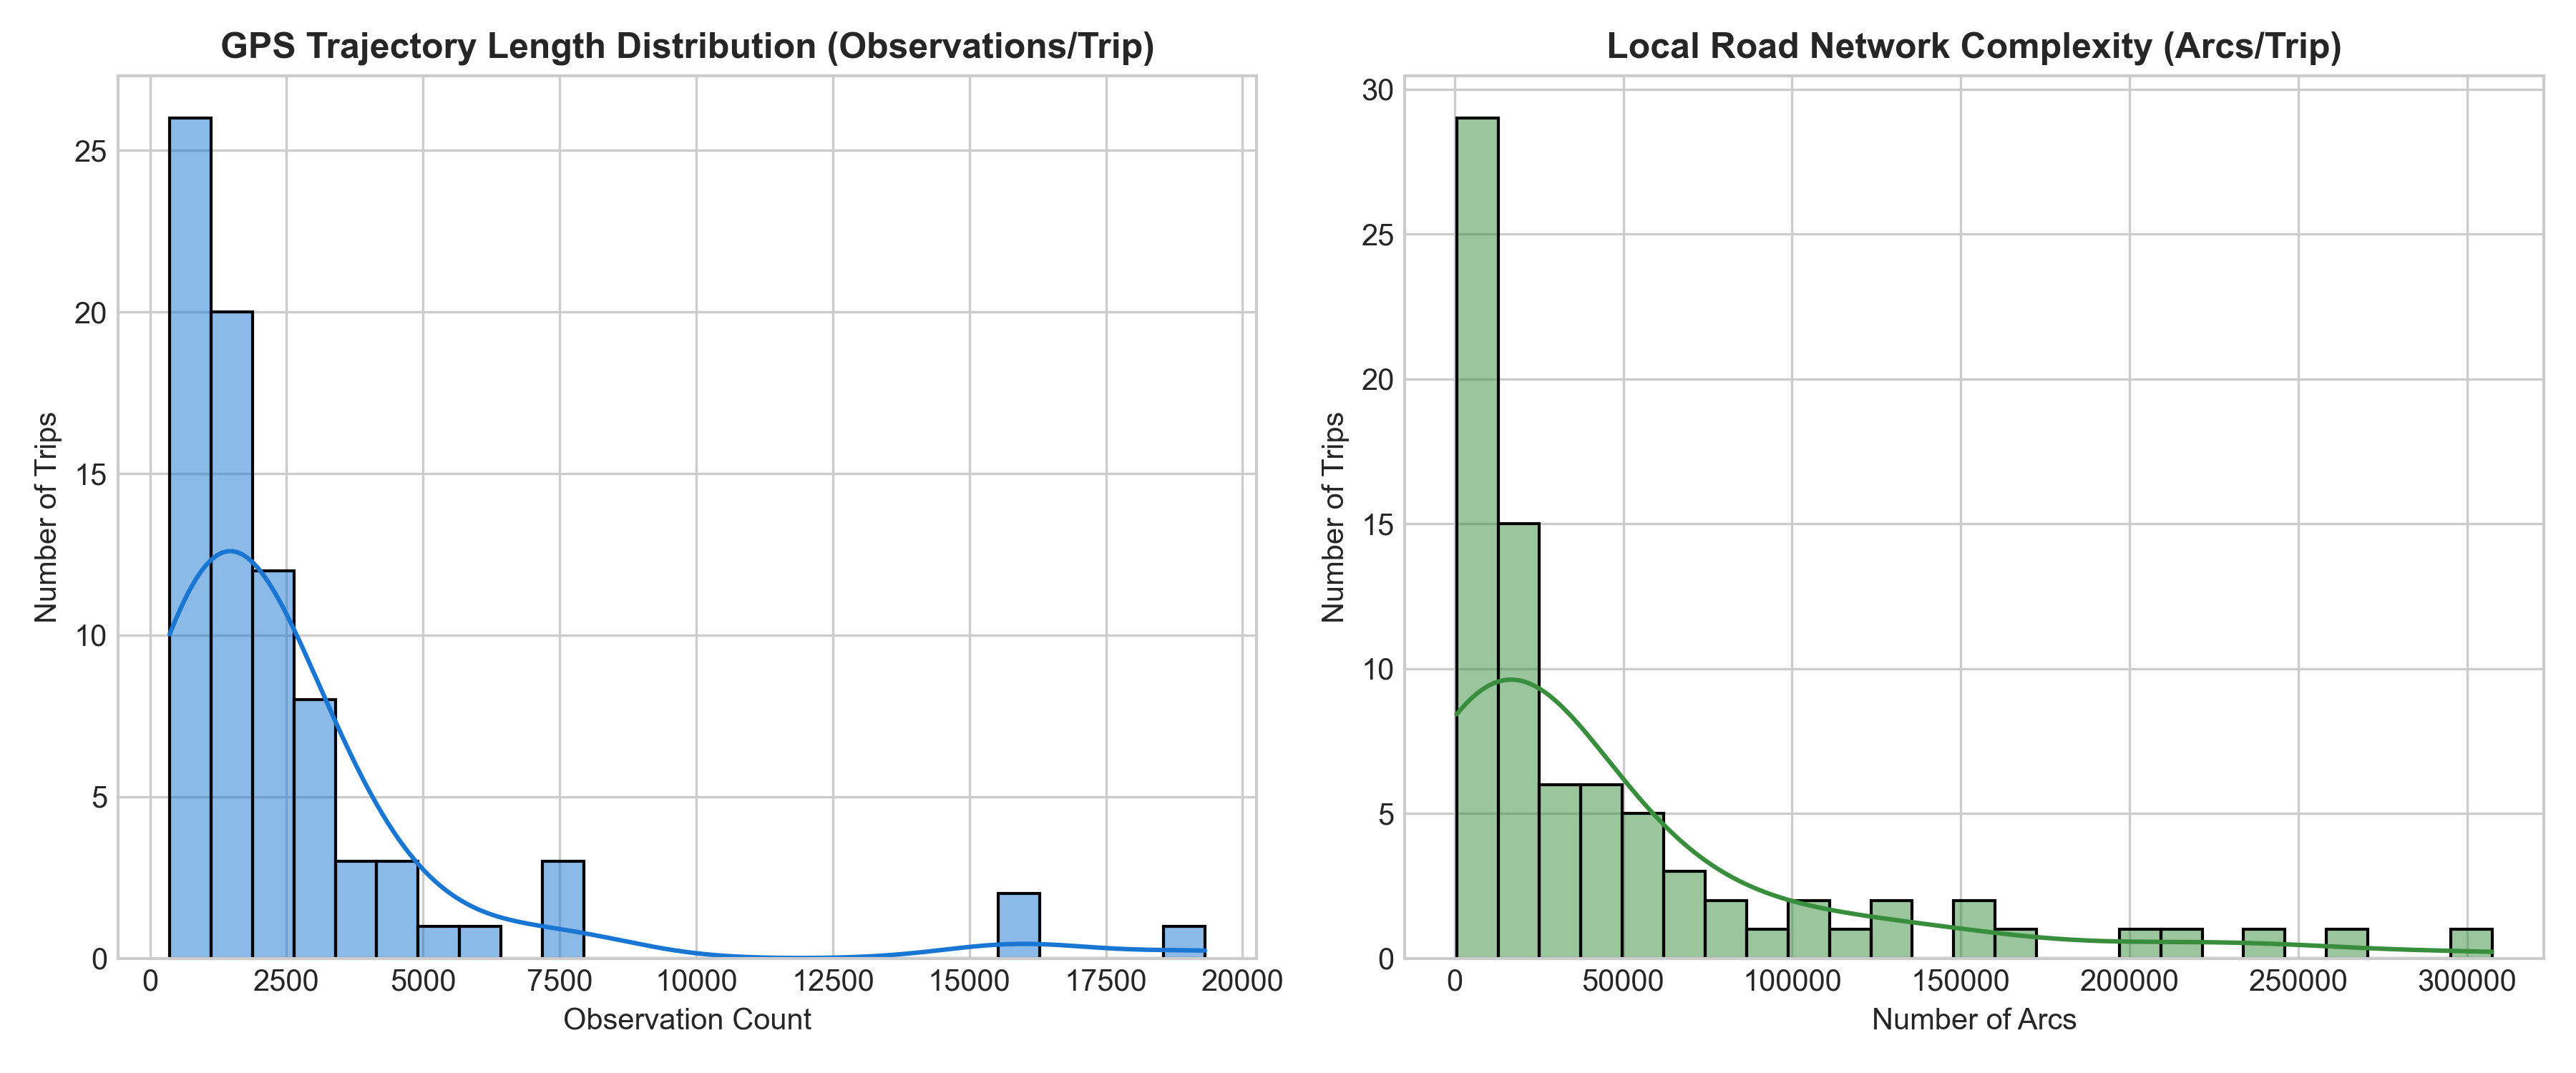 GPS Trajectory Length Distribution (Observations/Trip)
Number of Trips
25
20
15
10
5
0
0 2500 5000 7500 10000 12500 15000 17500 20000
Observation Count
Local Road Network Complexity (Arcs/Trip)
Number of Trips
30
25
20
15
10
5
0
0 50000 100000 150000 200000 250000 300000
Number of Arcs